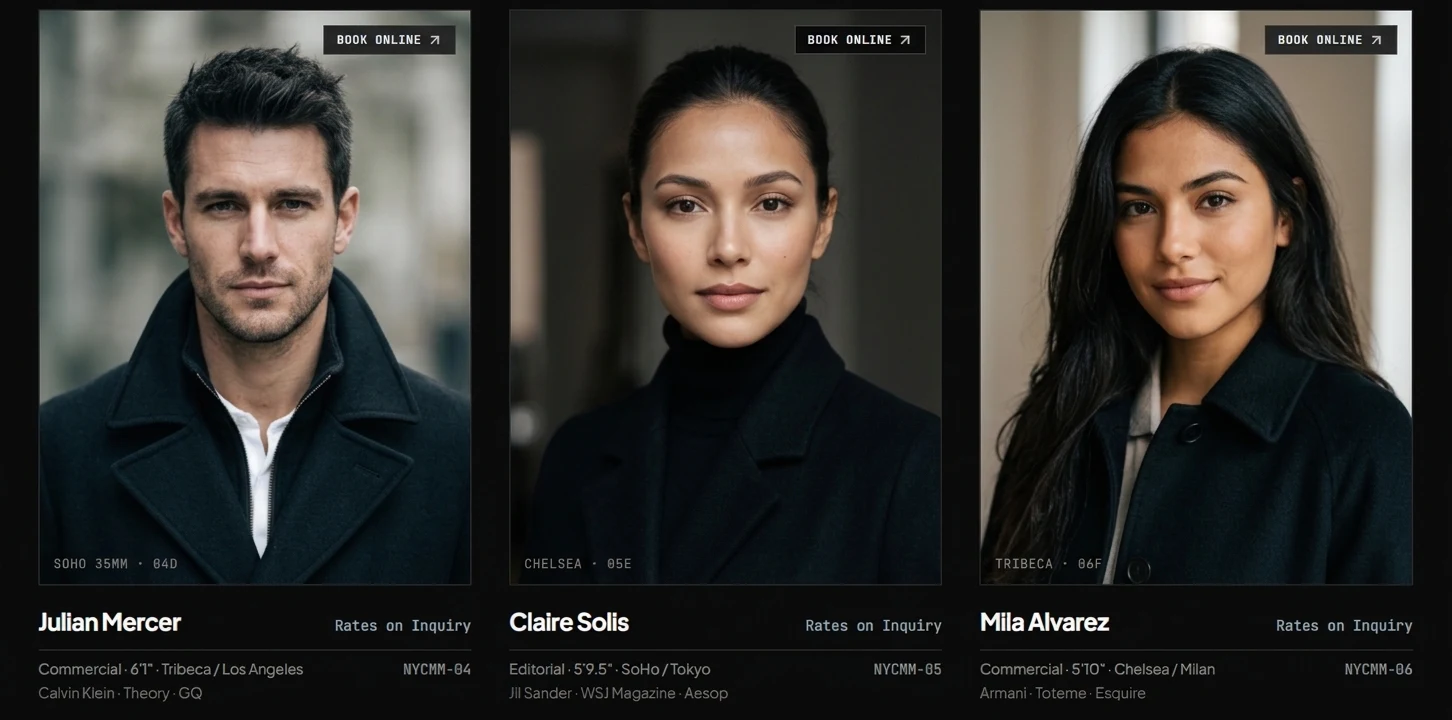 BOOK ONLINE ↗
SOHO 35MM · 04D
Julian Mercer
Rates on Inquiry
Commercial · 6'1" · Tribeca / Los Angeles
NYCMM-04
Calvin Klein · Theory · GQ
BOOK ONLINE ↗
CHELSEA · 05E
Claire Solis
Rates on Inquiry
Editorial · 5'9.5" · SoHo / Tokyo
NYCMM-05
Jil Sander · WSJ Magazine · Aesop
BOOK ONLINE ↗
TRIBECA · 06F
Mila Alvarez
Rates on Inquiry
Commercial · 5'10" · Chelsea / Milan
NYCMM-06
Armani · Toteme · Esquire